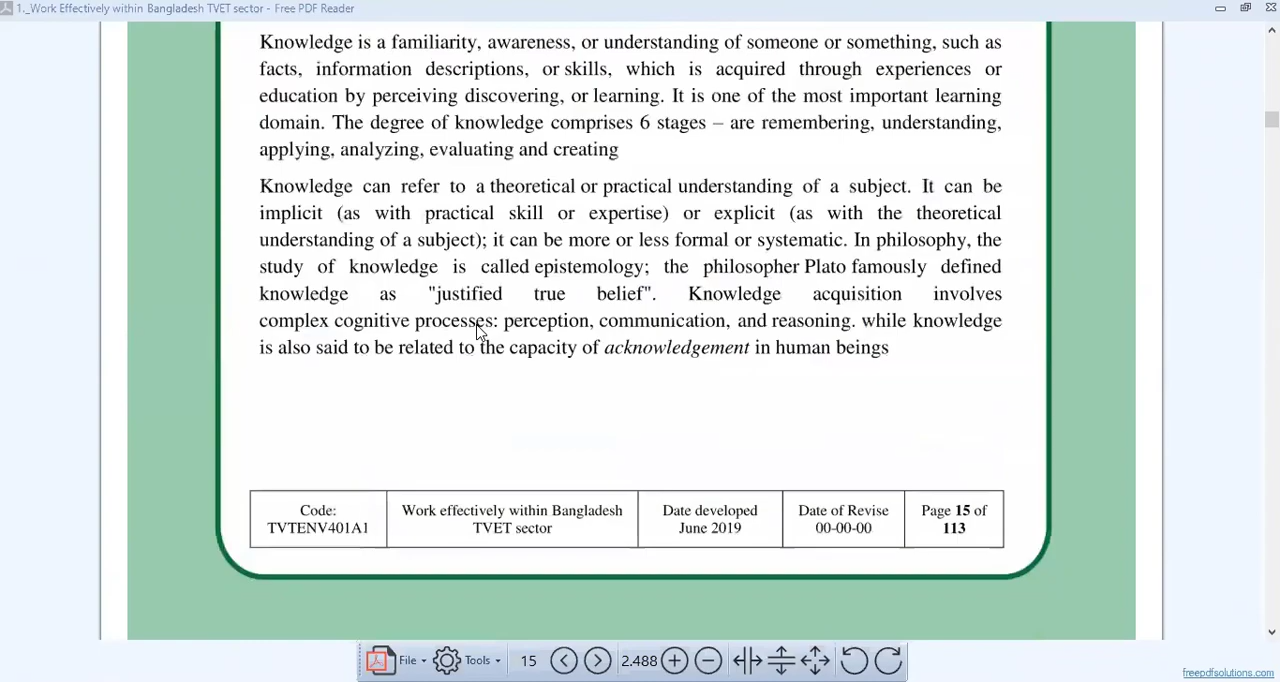 1._Work Effectively within Bangladesh TVET sector - Free PDF Reader
Knowledge is a familiarity, awareness, or understanding of someone or something, such as
facts, information descriptions, or skills, which is acquired through experiences or
education by perceiving discovering, or learning. It is one of the most important learning
domain. The degree of knowledge comprises 6 stages – are remembering, understanding,
applying, analyzing, evaluating and creating
Knowledge can refer to a theoretical or practical understanding of a subject. It can be
implicit (as with practical skill or expertise) or explicit (as with the theoretical
understanding of a subject); it can be more or less formal or systematic. In philosophy, the
study of knowledge is called epistemology; the philosopher Plato famously defined
knowledge as "justified true belief". Knowledge acquisition involves
complex cognitive processes: perception, communication, and reasoning. while knowledge
is also said to be related to the capacity of acknowledgement in human beings
Code:
TVTENV401A1
Work effectively within Bangladesh
TVET sector
Date developed
June 2019
Date of Revise
00-00-00
Page 15 of
113
File
Tools
15
2.488
freepdfsolutions.com